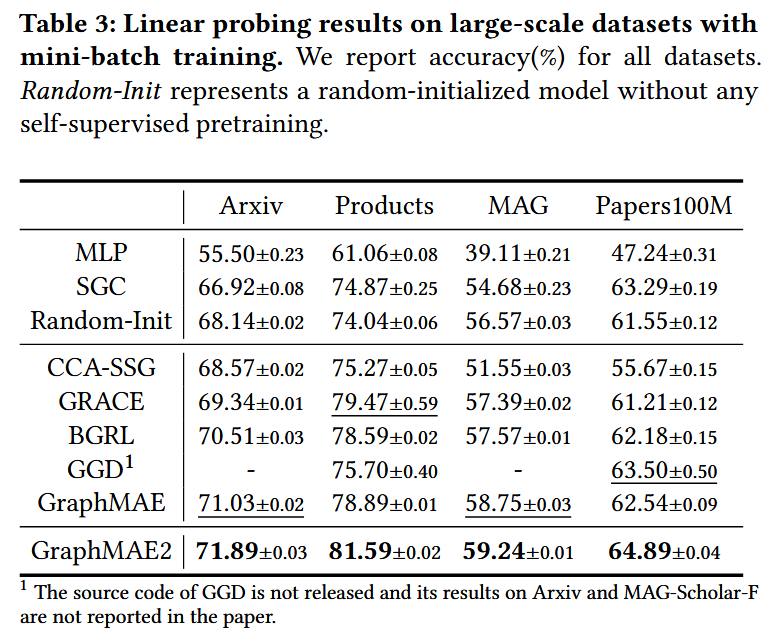 Table 3: Linear probing results on large-scale datasets with
mini-batch training. We report accuracy(%) for all datasets.
Random-Init represents a random-initialized model without any
self-supervised pretraining.
Arxiv Products MAG Papers100M
MLP 55.50±0.23 61.06±0.08 39.11±0.21 47.24±0.31
SGC 66.92±0.08 74.87±0.25 54.68±0.23 63.29±0.19
Random-Init 68.14±0.02 74.04±0.06 56.57±0.03 61.55±0.12
CCA-SSG 68.57±0.02 75.27±0.05 51.55±0.03 55.67±0.15
GRACE 69.34±0.01 79.47±0.59 57.39±0.02 61.21±0.12
BGRL 70.51±0.03 78.59±0.02 57.57±0.01 62.18±0.15
GGD¹ - 75.70±0.40 - 63.50±0.50
GraphMAE 71.03±0.02 78.89±0.01 58.75±0.03 62.54±0.09
GraphMAE2 71.89±0.03 81.59±0.02 59.24±0.01 64.89±0.04
¹ The source code of GGD is not released and its results on Arxiv and MAG-Scholar-F
are not reported in the paper.